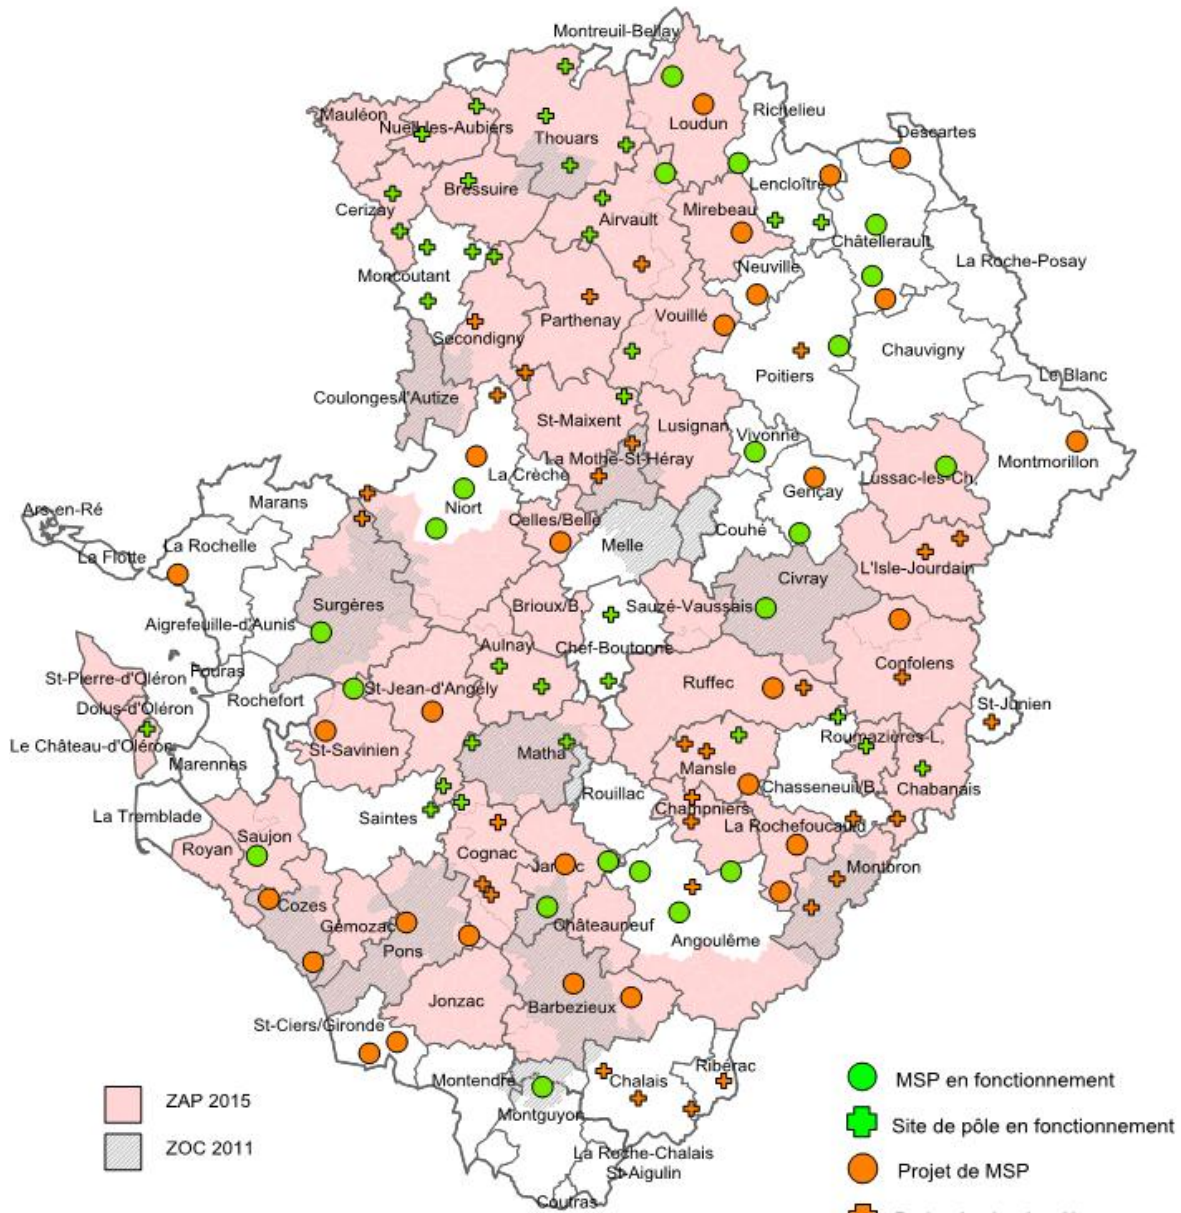 Montreuil-Bellay
Richelieu
Mauléon
Nueil-les-Aubiers
Thouars
Loudun
Descartes
Bressuire
Lencloître
Cerizay
Airvault
Mirebeau
Châtellerault
Moncoutant
Neuville
La Roche-Posay
Secondigny
Parthenay
Vouillé
Chauvigny
Poitiers
Le Blanc
Coulonges/l'Autize
St-Maixent
Lusignan
Vivonne
La Mothe-St-Héray
Montmorillon
La Crèche
Lussac-les-Ch.
Marans
Gençay
Ars-en-Ré
Niort
Celles/Belle
Couhé
La Rochelle
La Flotte
Melle
L'Isle-Jourdain
Civray
Surgères
Brioux/B.
Sauzé-Vaussais
Aigrefeuille-d'Aunis
Aulnay
Chef-Boutonne
Confolens
Fouras
St-Pierre-d'Oléron
St-Jean-d'Angely
Ruffec
Rochefort
St-Junien
Dolus-d'Oléron
Le Château-d'Oléron
St-Savinien
Roumazières-L.
Matha
Marennes
Mansle
Chasseneuil/B.
Chabanais
Rouillac
La Tremblade
Saintes
Champniers
La Rochefoucauld
Saujon
Royan
Cognac
Jarnac
Montbron
Cozes
Gémozac
Châteauneuf
Angoulême
Pons
Jonzac
Barbezieux
St-Ciers/Gironde
Ribérac
Montendre
Chalais
Montguyon
La Roche-Chalais
St-Aigulin
Coutras
ZAP 2015
ZOC 2011
MSP en fonctionnement
Site de pôle en fonctionnement
Projet de MSP